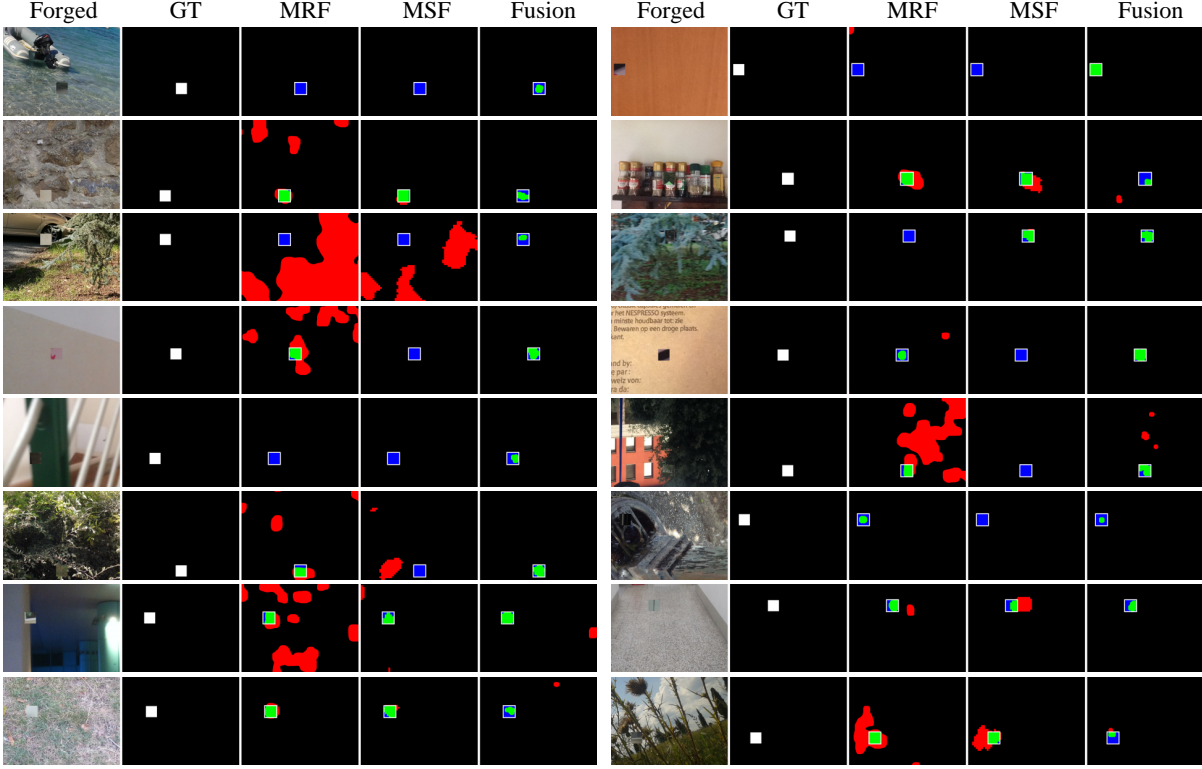 Forged GT MRF MSF Fusion Forged GT MRF MSF Fusion
r het NESPRESSO systeem.
minste houdbaar tot: zie
Bewaren op een droge plaats.
and by:
e par :
welz von:
ra da: